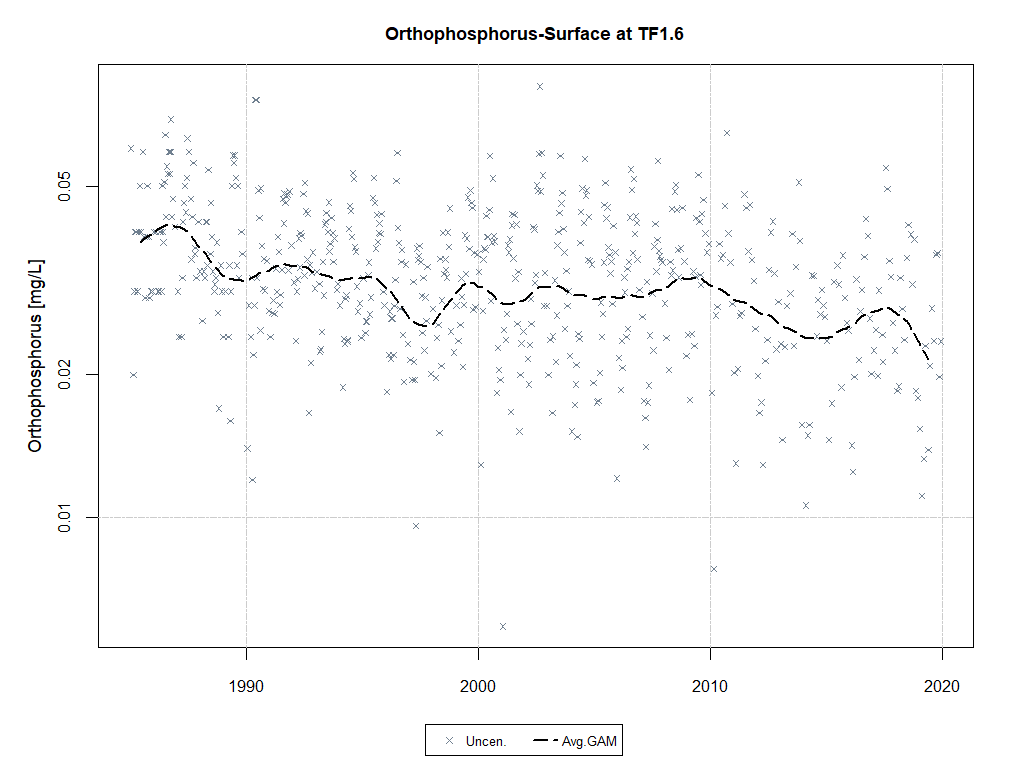 Orthophosphorus-Surface at TF1.6
Orthophosphorus [mg/L]
0.05
0.02
0.01
1990 2000 2010 2020
Uncen. Avg.GAM